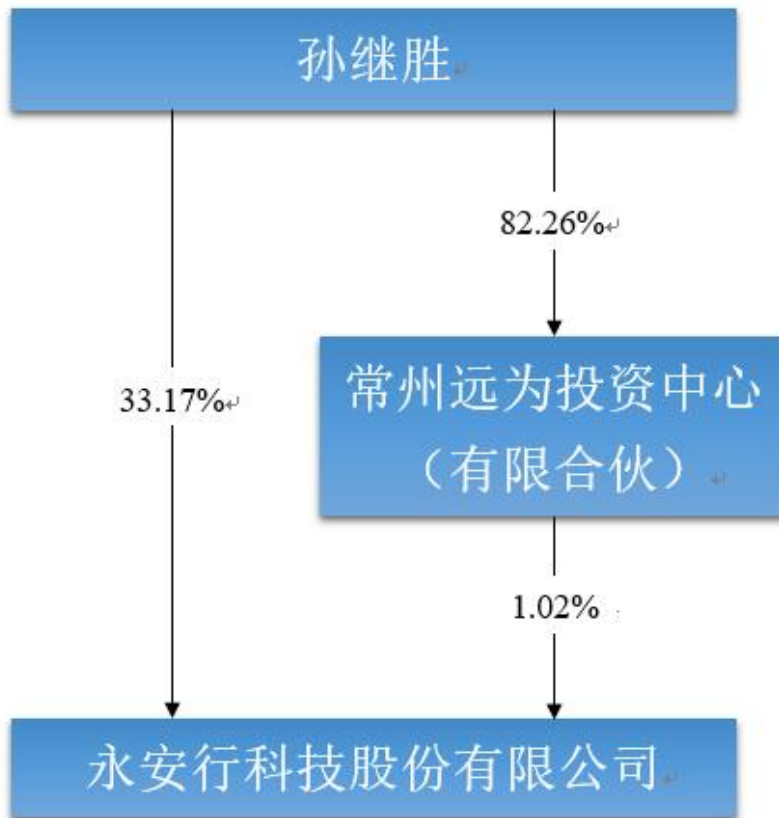 孙继胜
82.26%
33.17%
常州远为投资中心
（有限合伙）
1.02%
永安行科技股份有限公司